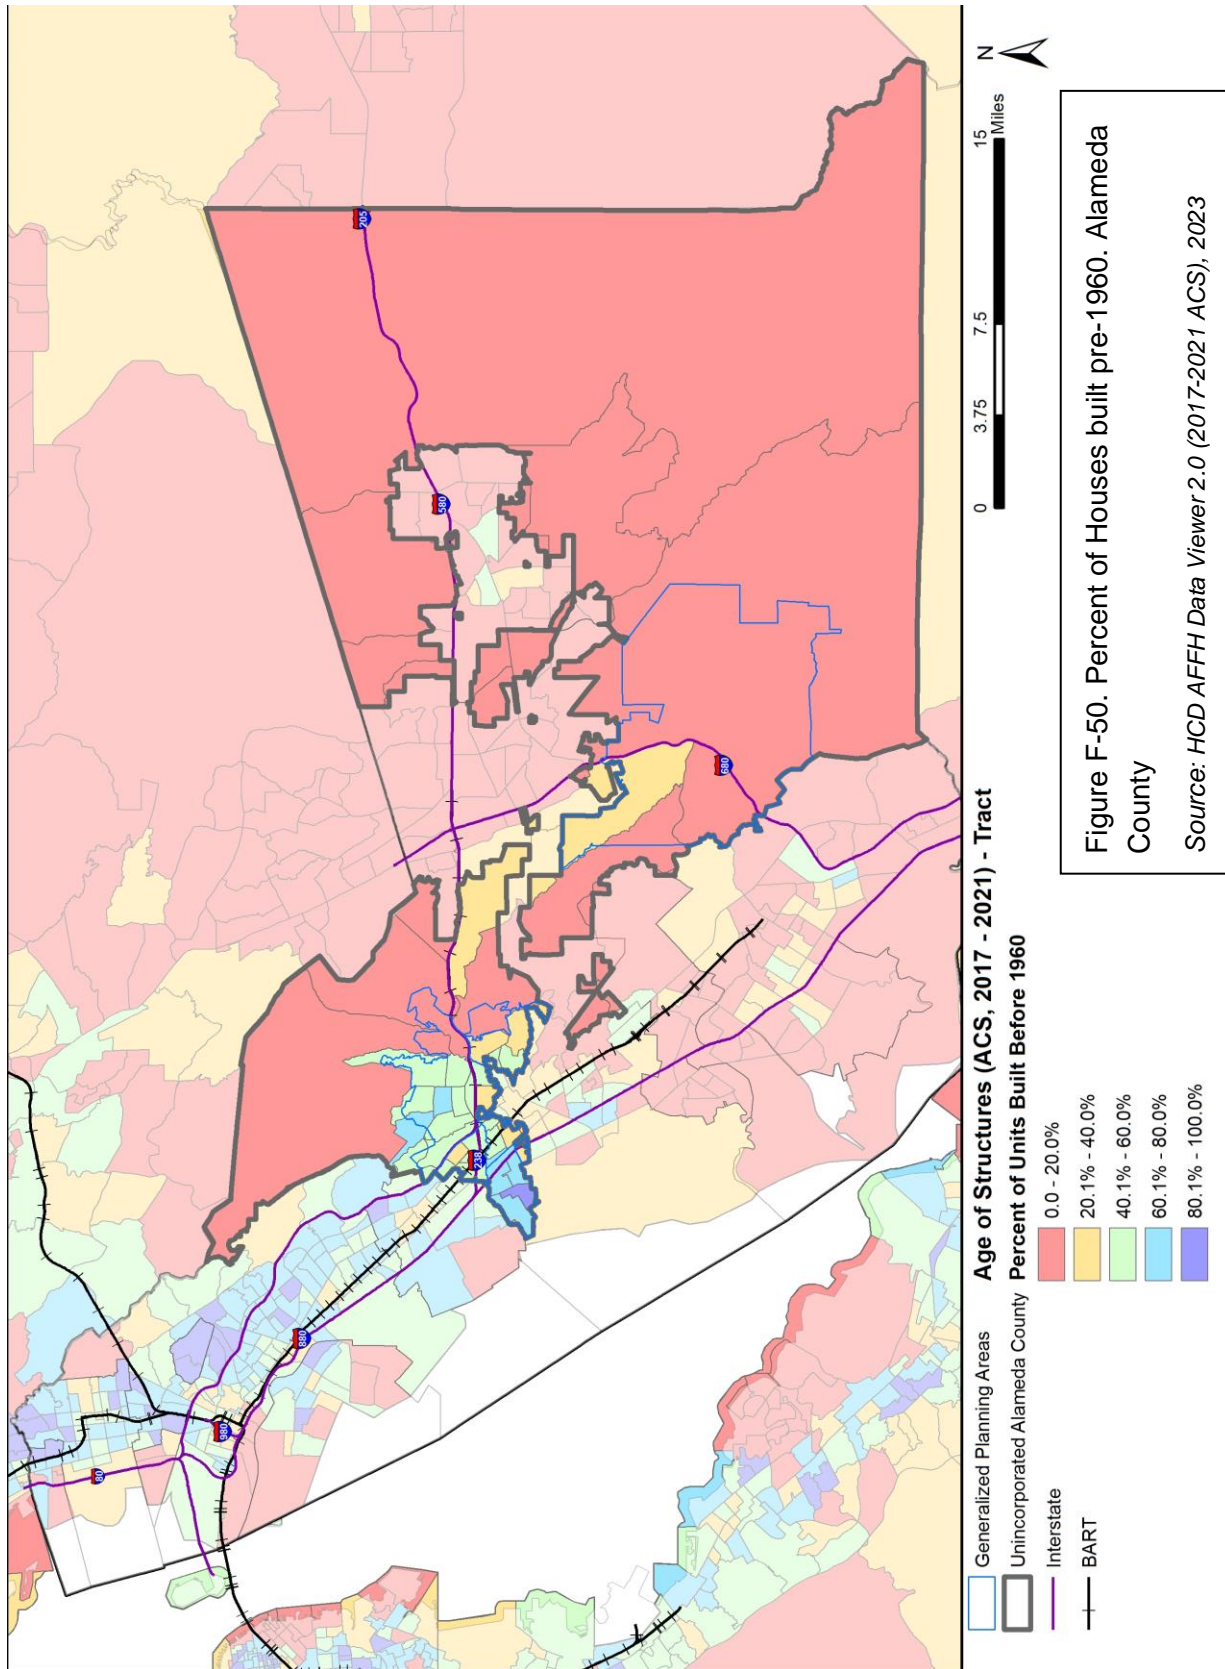 205
580
680
238
880
980
80
N
0
3.75
7.5
15
Miles
Generalized Planning Areas
Unincorporated Alameda County
Interstate
BART
Age of Structures (ACS, 2017 - 2021) - Tract
Percent of Units Built Before 1960
0.0 - 20.0%
20.1% - 40.0%
40.1% - 60.0%
60.1% - 80.0%
80.1% - 100.0%
Figure F-50. Percent of Houses built pre-1960. Alameda
County
Source: HCD AFFH Data Viewer 2.0 (2017-2021 ACS), 2023